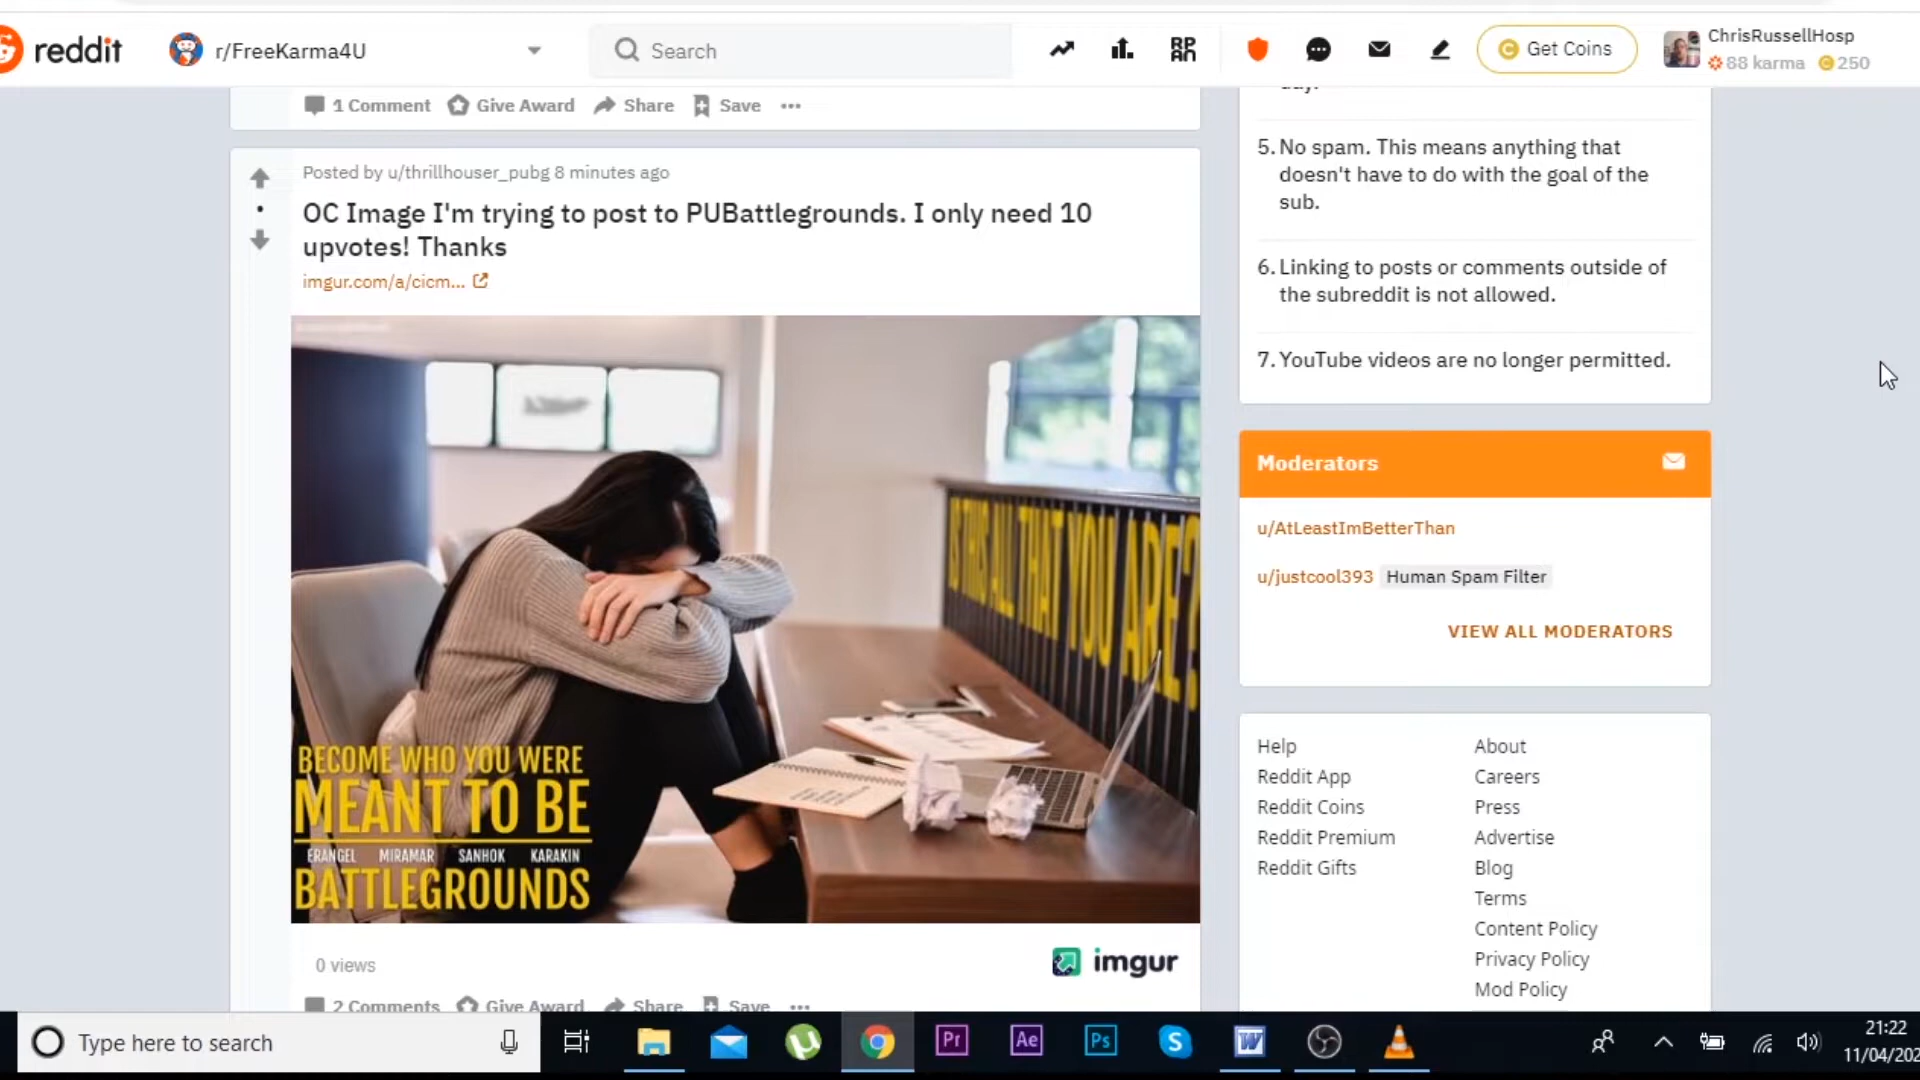 reddit
r/FreeKarma4U
Search
Get Coins
ChrisRussellHosp
88 karma 250
1 Comment Give Award Share Save
Posted by u/thrillhouser_pubg 8 minutes ago
OC Image I'm trying to post to PUBattlegrounds. I only need 10
upvotes! Thanks
imgur.com/a/cicm...
IS THIS ALL THAT YOU ARE?
BECOME WHO YOU WERE
MEANT TO BE
ERANGEL MIRAMAR SANHOK KARAKIN
BATTLEGROUNDS
0 views
imgur
2 Comments Give Award Share Save
day.
5. No spam. This means anything that
doesn't have to do with the goal of the
sub.
6. Linking to posts or comments outside of
the subreddit is not allowed.
7. YouTube videos are no longer permitted.
Moderators
u/AtLeastImBetterThan
u/justcool393 Human Spam Filter
VIEW ALL MODERATORS
Help
Reddit App
Reddit Coins
Reddit Premium
Reddit Gifts
About
Careers
Press
Advertise
Blog
Terms
Content Policy
Privacy Policy
Mod Policy
Type here to search
Pr
Ae
Ps
21:22
11/04/202